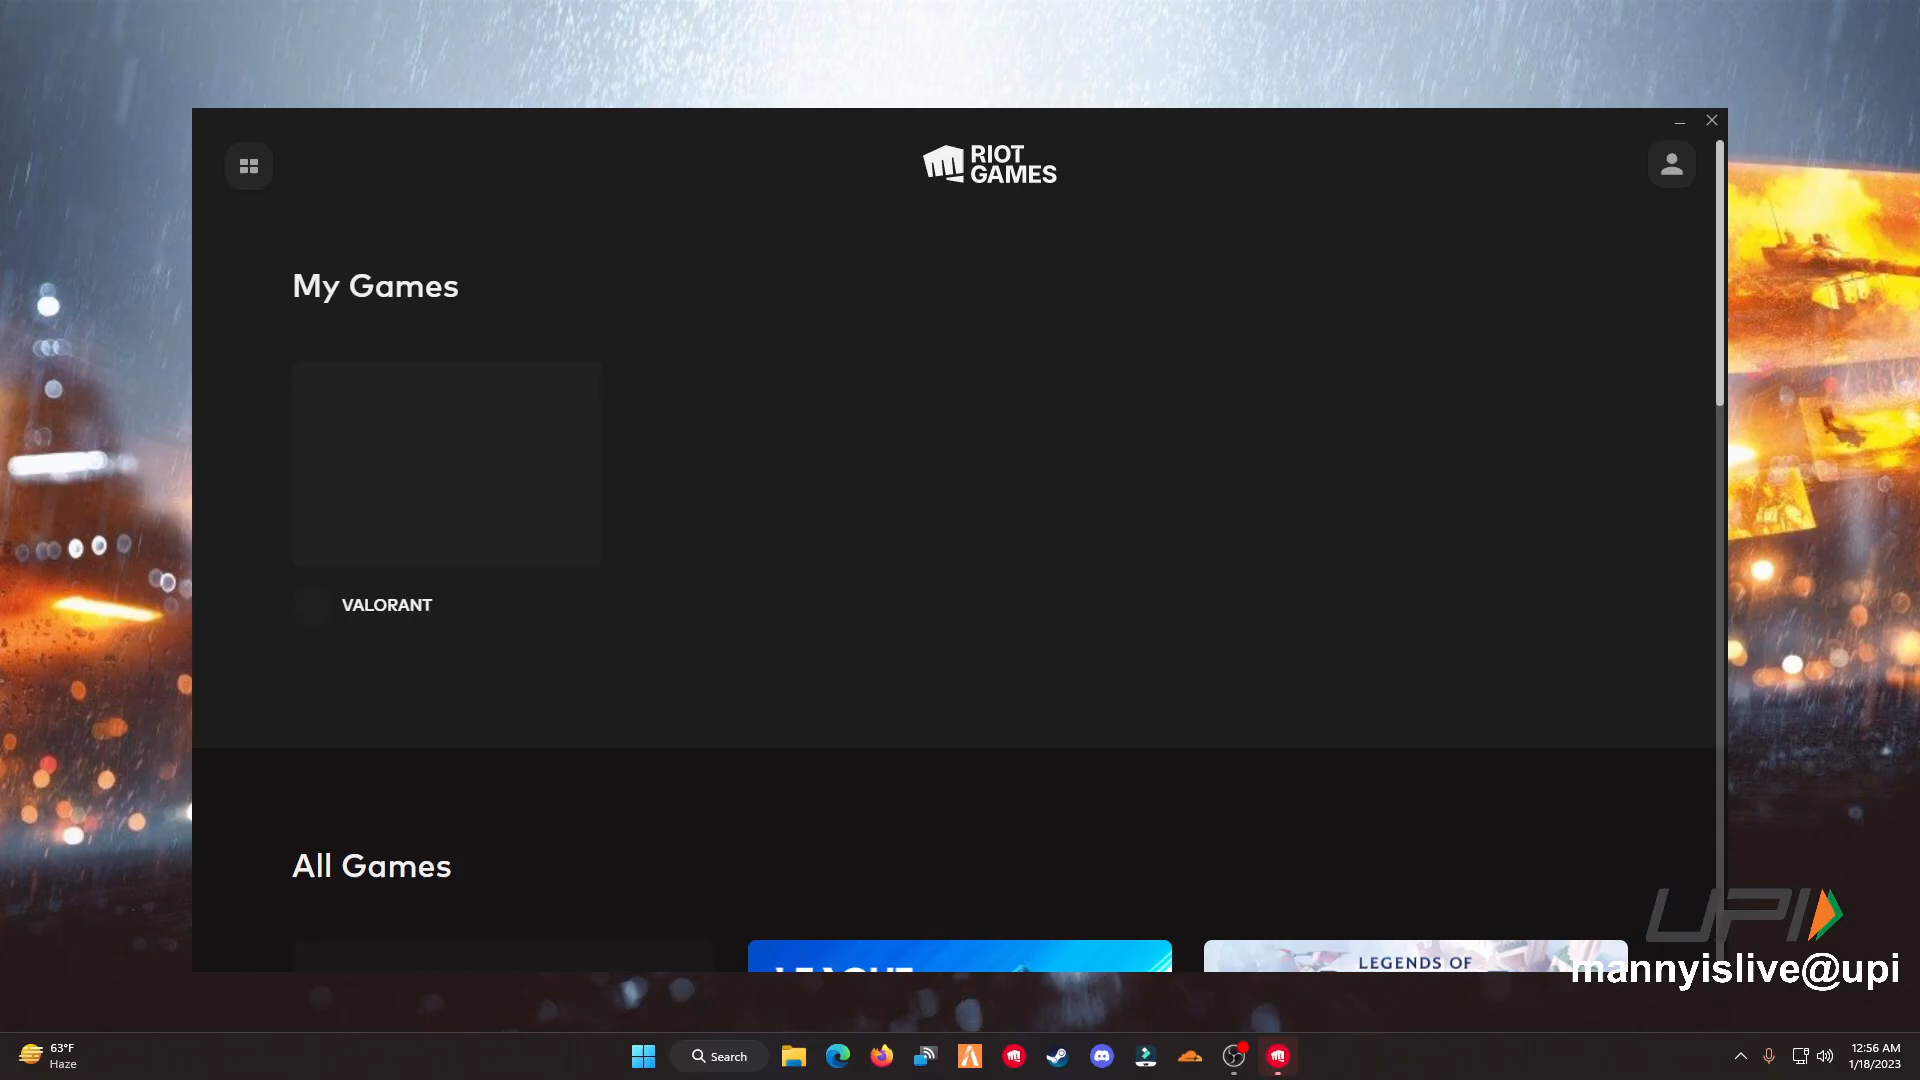 RIOT
GAMES
My Games
VALORANT
All Games
LEGENDS OF
UPI
mannyislive@upi
63°F
Haze
Search
12:56 AM
1/18/2023